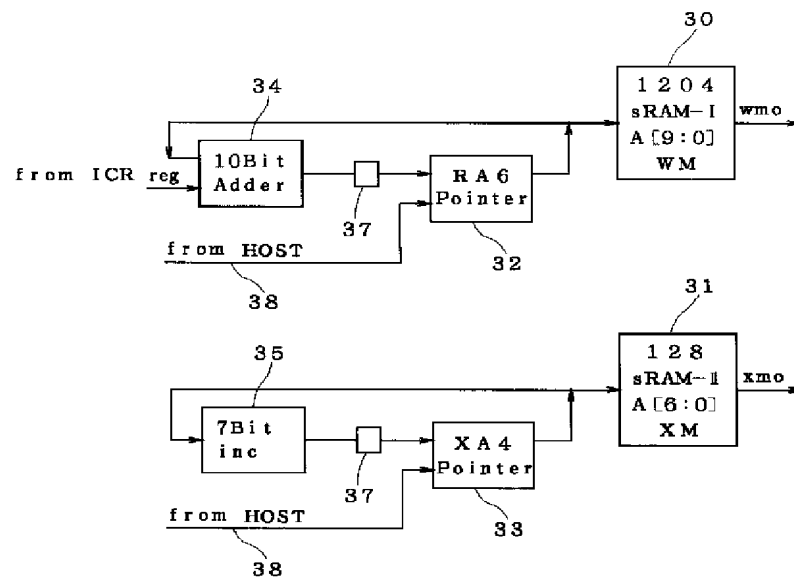 30
34
1204
sRAM-I
A[9:0]
WM
wmo
from ICR reg
10Bit
Adder
RA6
Pointer
37
from HOST
32
38
31
35
128
sRAM-II
A[6:0]
XM
xmo
7Bit
inc
XA4
Pointer
37
from HOST
33
38